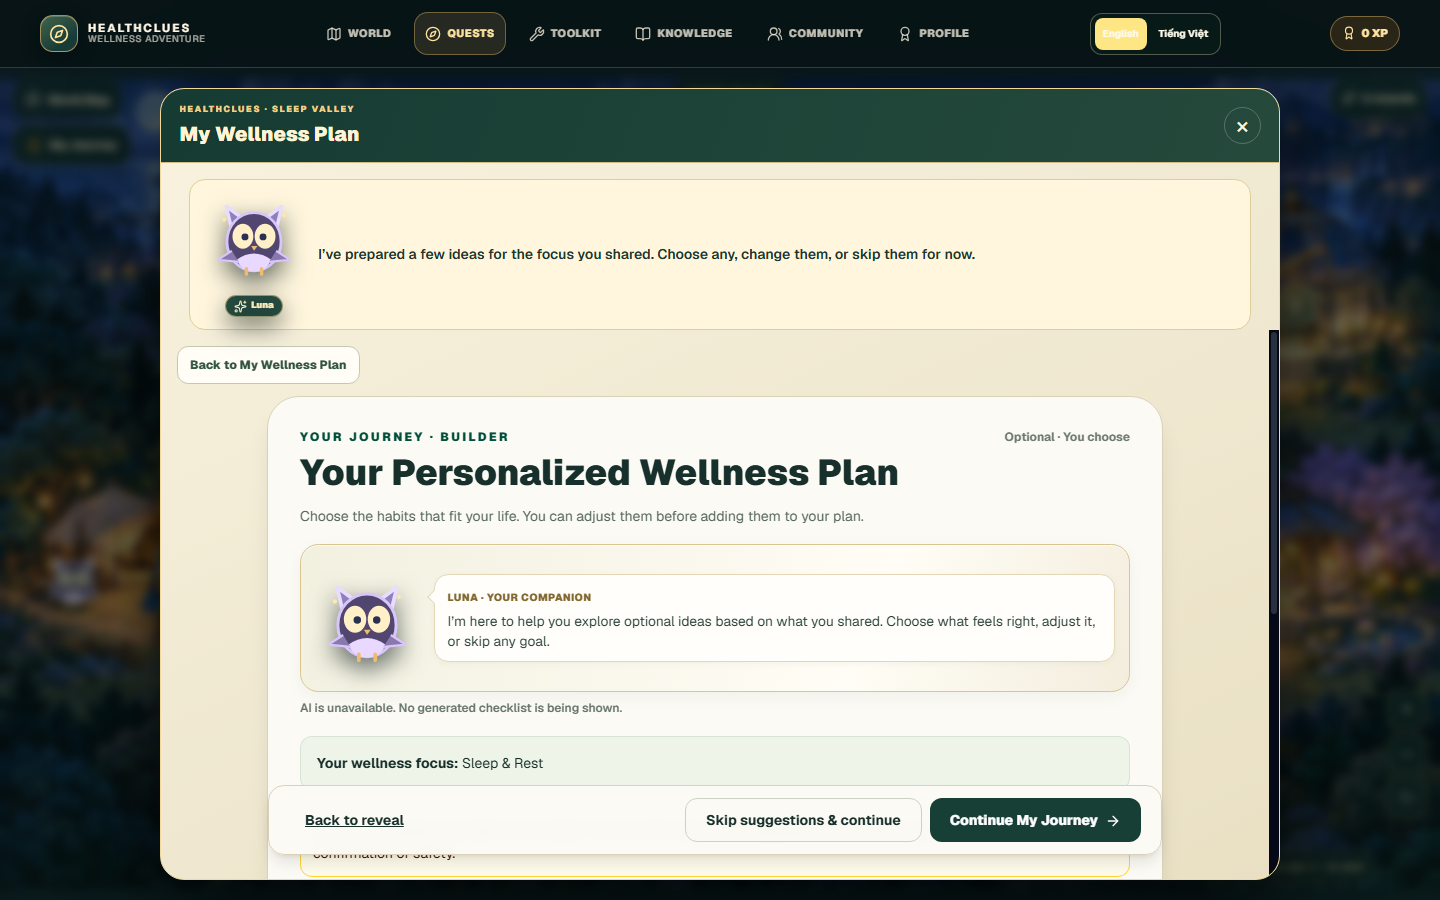 HEALTHCLUES
WELLNESS ADVENTURE
WORLD
QUESTS
TOOLKIT
KNOWLEDGE
COMMUNITY
PROFILE
English
Tiếng Việt
0 XP
HEALTHCLUES · SLEEP VALLEY
My Wellness Plan
I've prepared a few ideas for the focus you shared. Choose any, change them, or skip them for now.
Luna
Back to My Wellness Plan
YOUR JOURNEY · BUILDER
Optional · You choose
Your Personalized Wellness Plan
Choose the habits that fit your life. You can adjust them before adding them to your plan.
LUNA · YOUR COMPANION
I'm here to help you explore optional ideas based on what you shared. Choose what feels right, adjust it,
or skip any goal.
AI is unavailable. No generated checklist is being shown.
Your wellness focus: Sleep & Rest
Back to reveal
Skip suggestions & continue
Continue My Journey
confirmation of safety.